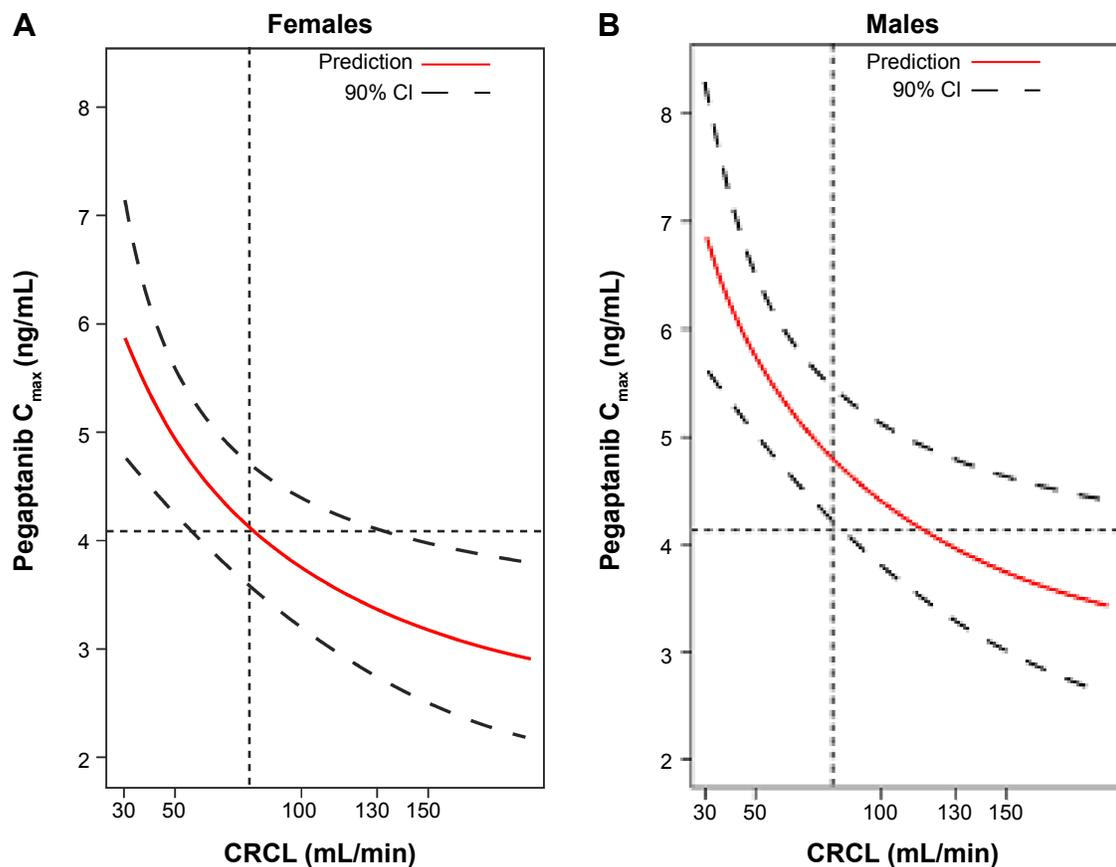 A
Females
Prediction
90% CI
8
7
6
5
4
3
2
Pegaptanib Cmax (ng/mL)
30 50 100 130 150
CRCL (mL/min)
B
Males
Prediction
90% CI
8
7
6
5
4
3
2
Pegaptanib Cmax (ng/mL)
30 50 100 130 150
CRCL (mL/min)